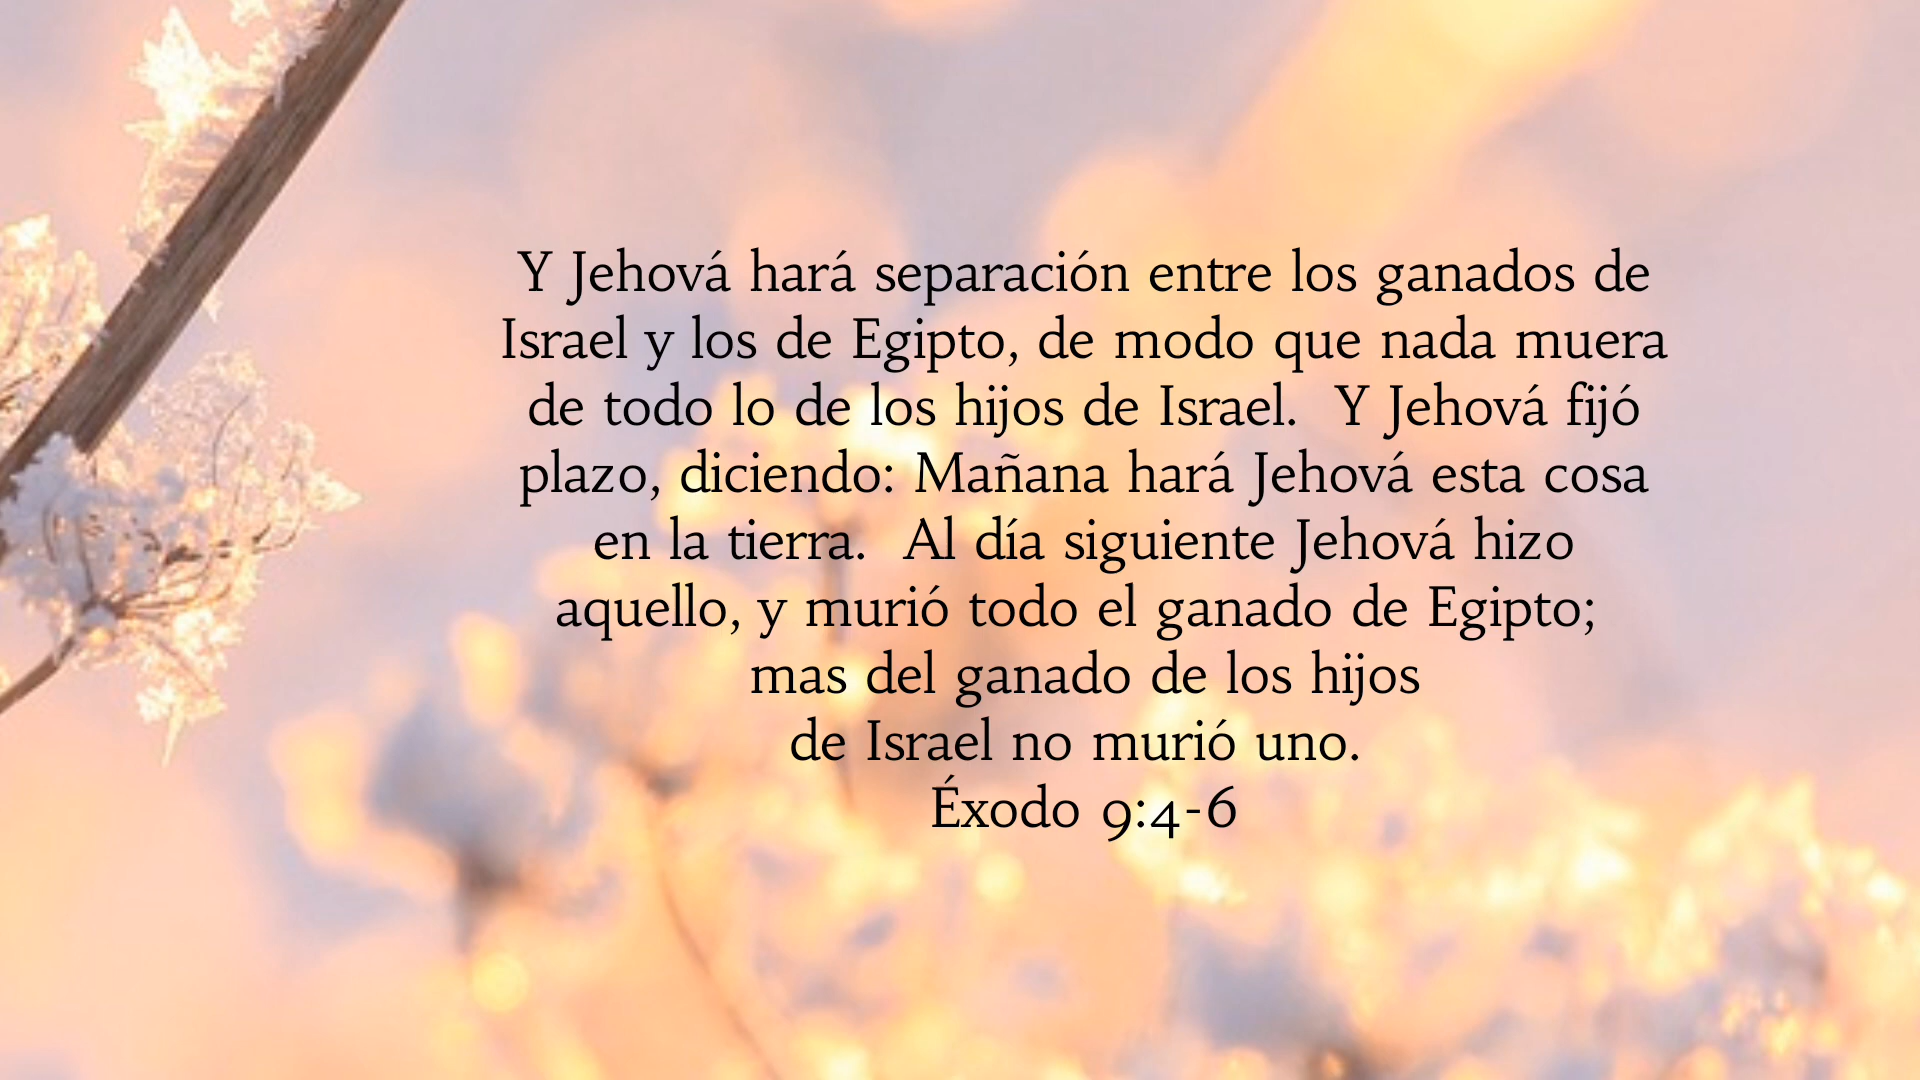 Y Jehová hará separación entre los ganados de
Israel y los de Egipto, de modo que nada muera
de todo lo de los hijos de Israel.  Y Jehová fijó
plazo, diciendo: Mañana hará Jehová esta cosa
en la tierra.  Al día siguiente Jehová hizo
aquello, y murió todo el ganado de Egipto;
mas del ganado de los hijos
de Israel no murió uno.
Éxodo 9:4-6